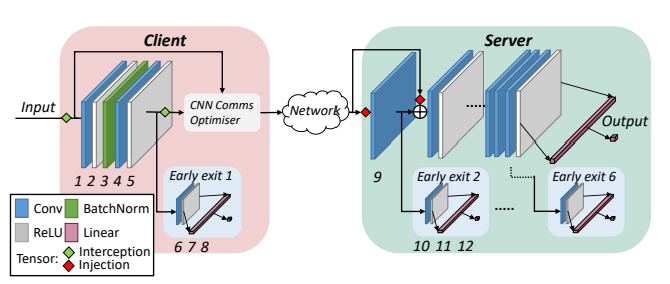 Client
Server
Input
CNN Comms
Optimiser
Network
Output
1 2 3 4 5
9
Early exit 1
Early exit 2
Early exit 6
6 7 8
10 11 12
Conv
BatchNorm
ReLU
Linear
Tensor:
Interception
Injection